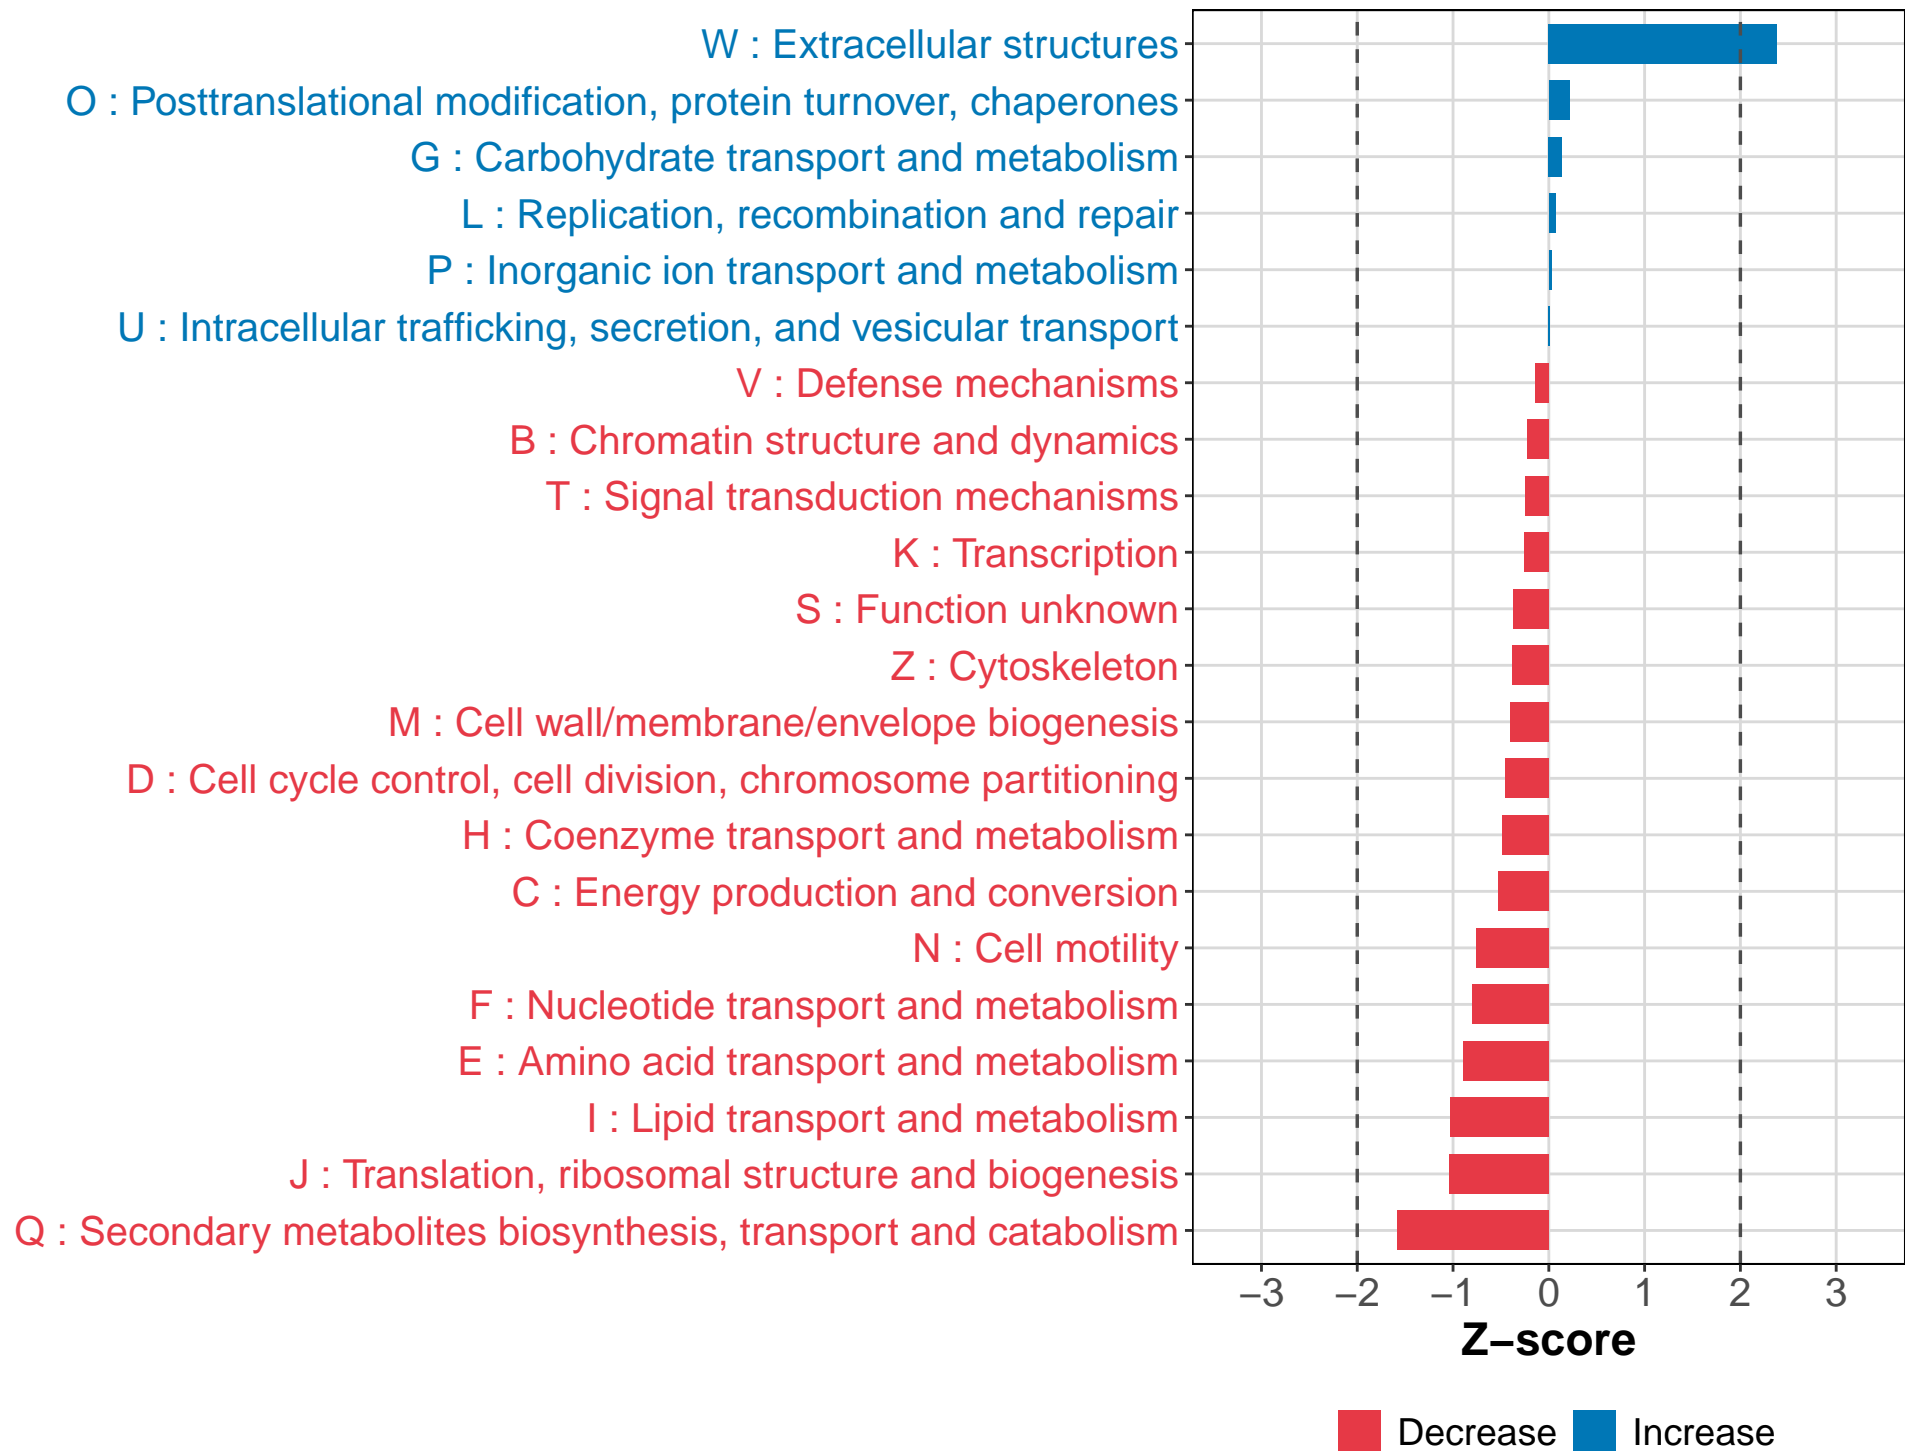 W : Extracellular structures
O : Posttranslational modification, protein turnover, chaperones
G : Carbohydrate transport and metabolism
L : Replication, recombination and repair
P : Inorganic ion transport and metabolism
U : Intracellular trafficking, secretion, and vesicular transport
V : Defense mechanisms
B : Chromatin structure and dynamics
T : Signal transduction mechanisms
K : Transcription
S : Function unknown
Z : Cytoskeleton
M : Cell wall/membrane/envelope biogenesis
D : Cell cycle control, cell division, chromosome partitioning
H : Coenzyme transport and metabolism
C : Energy production and conversion
N : Cell motility
F : Nucleotide transport and metabolism
E : Amino acid transport and metabolism
I : Lipid transport and metabolism
J : Translation, ribosomal structure and biogenesis
Q : Secondary metabolites biosynthesis, transport and catabolism
−3 −2 −1 0 1 2 3
Z−score
Decrease Increase